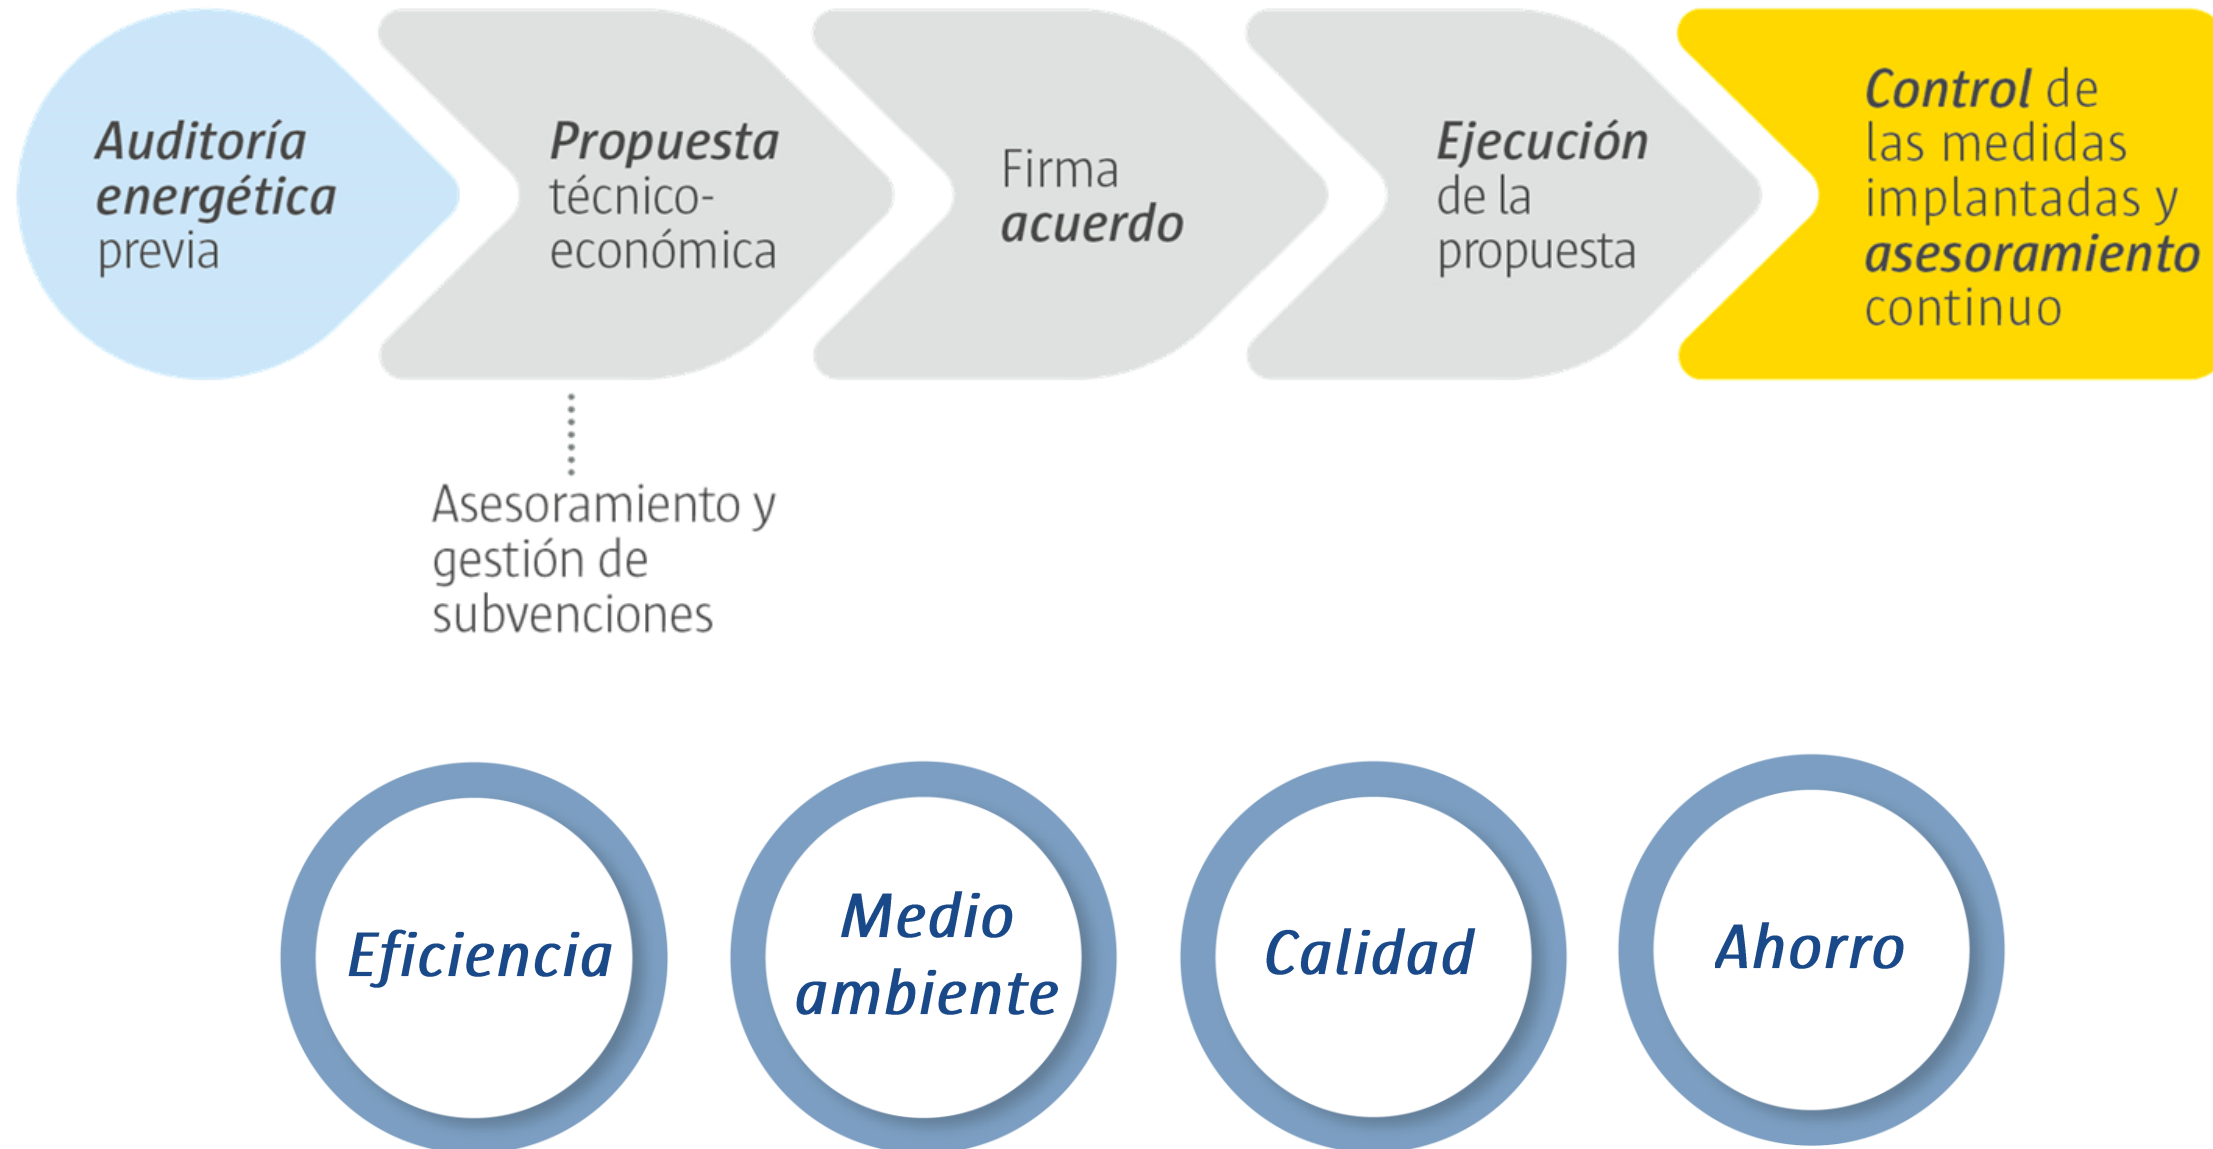 Auditoría
energética
previa
Propuesta
técnico-
económica
Firma
acuerdo
Ejecución
de la
propuesta
Control de
las medidas
implantadas y
asesoramiento
continuo
Asesoramiento y
gestión de
subvenciones
Eficiencia
Medio
ambiente
Calidad
Ahorro